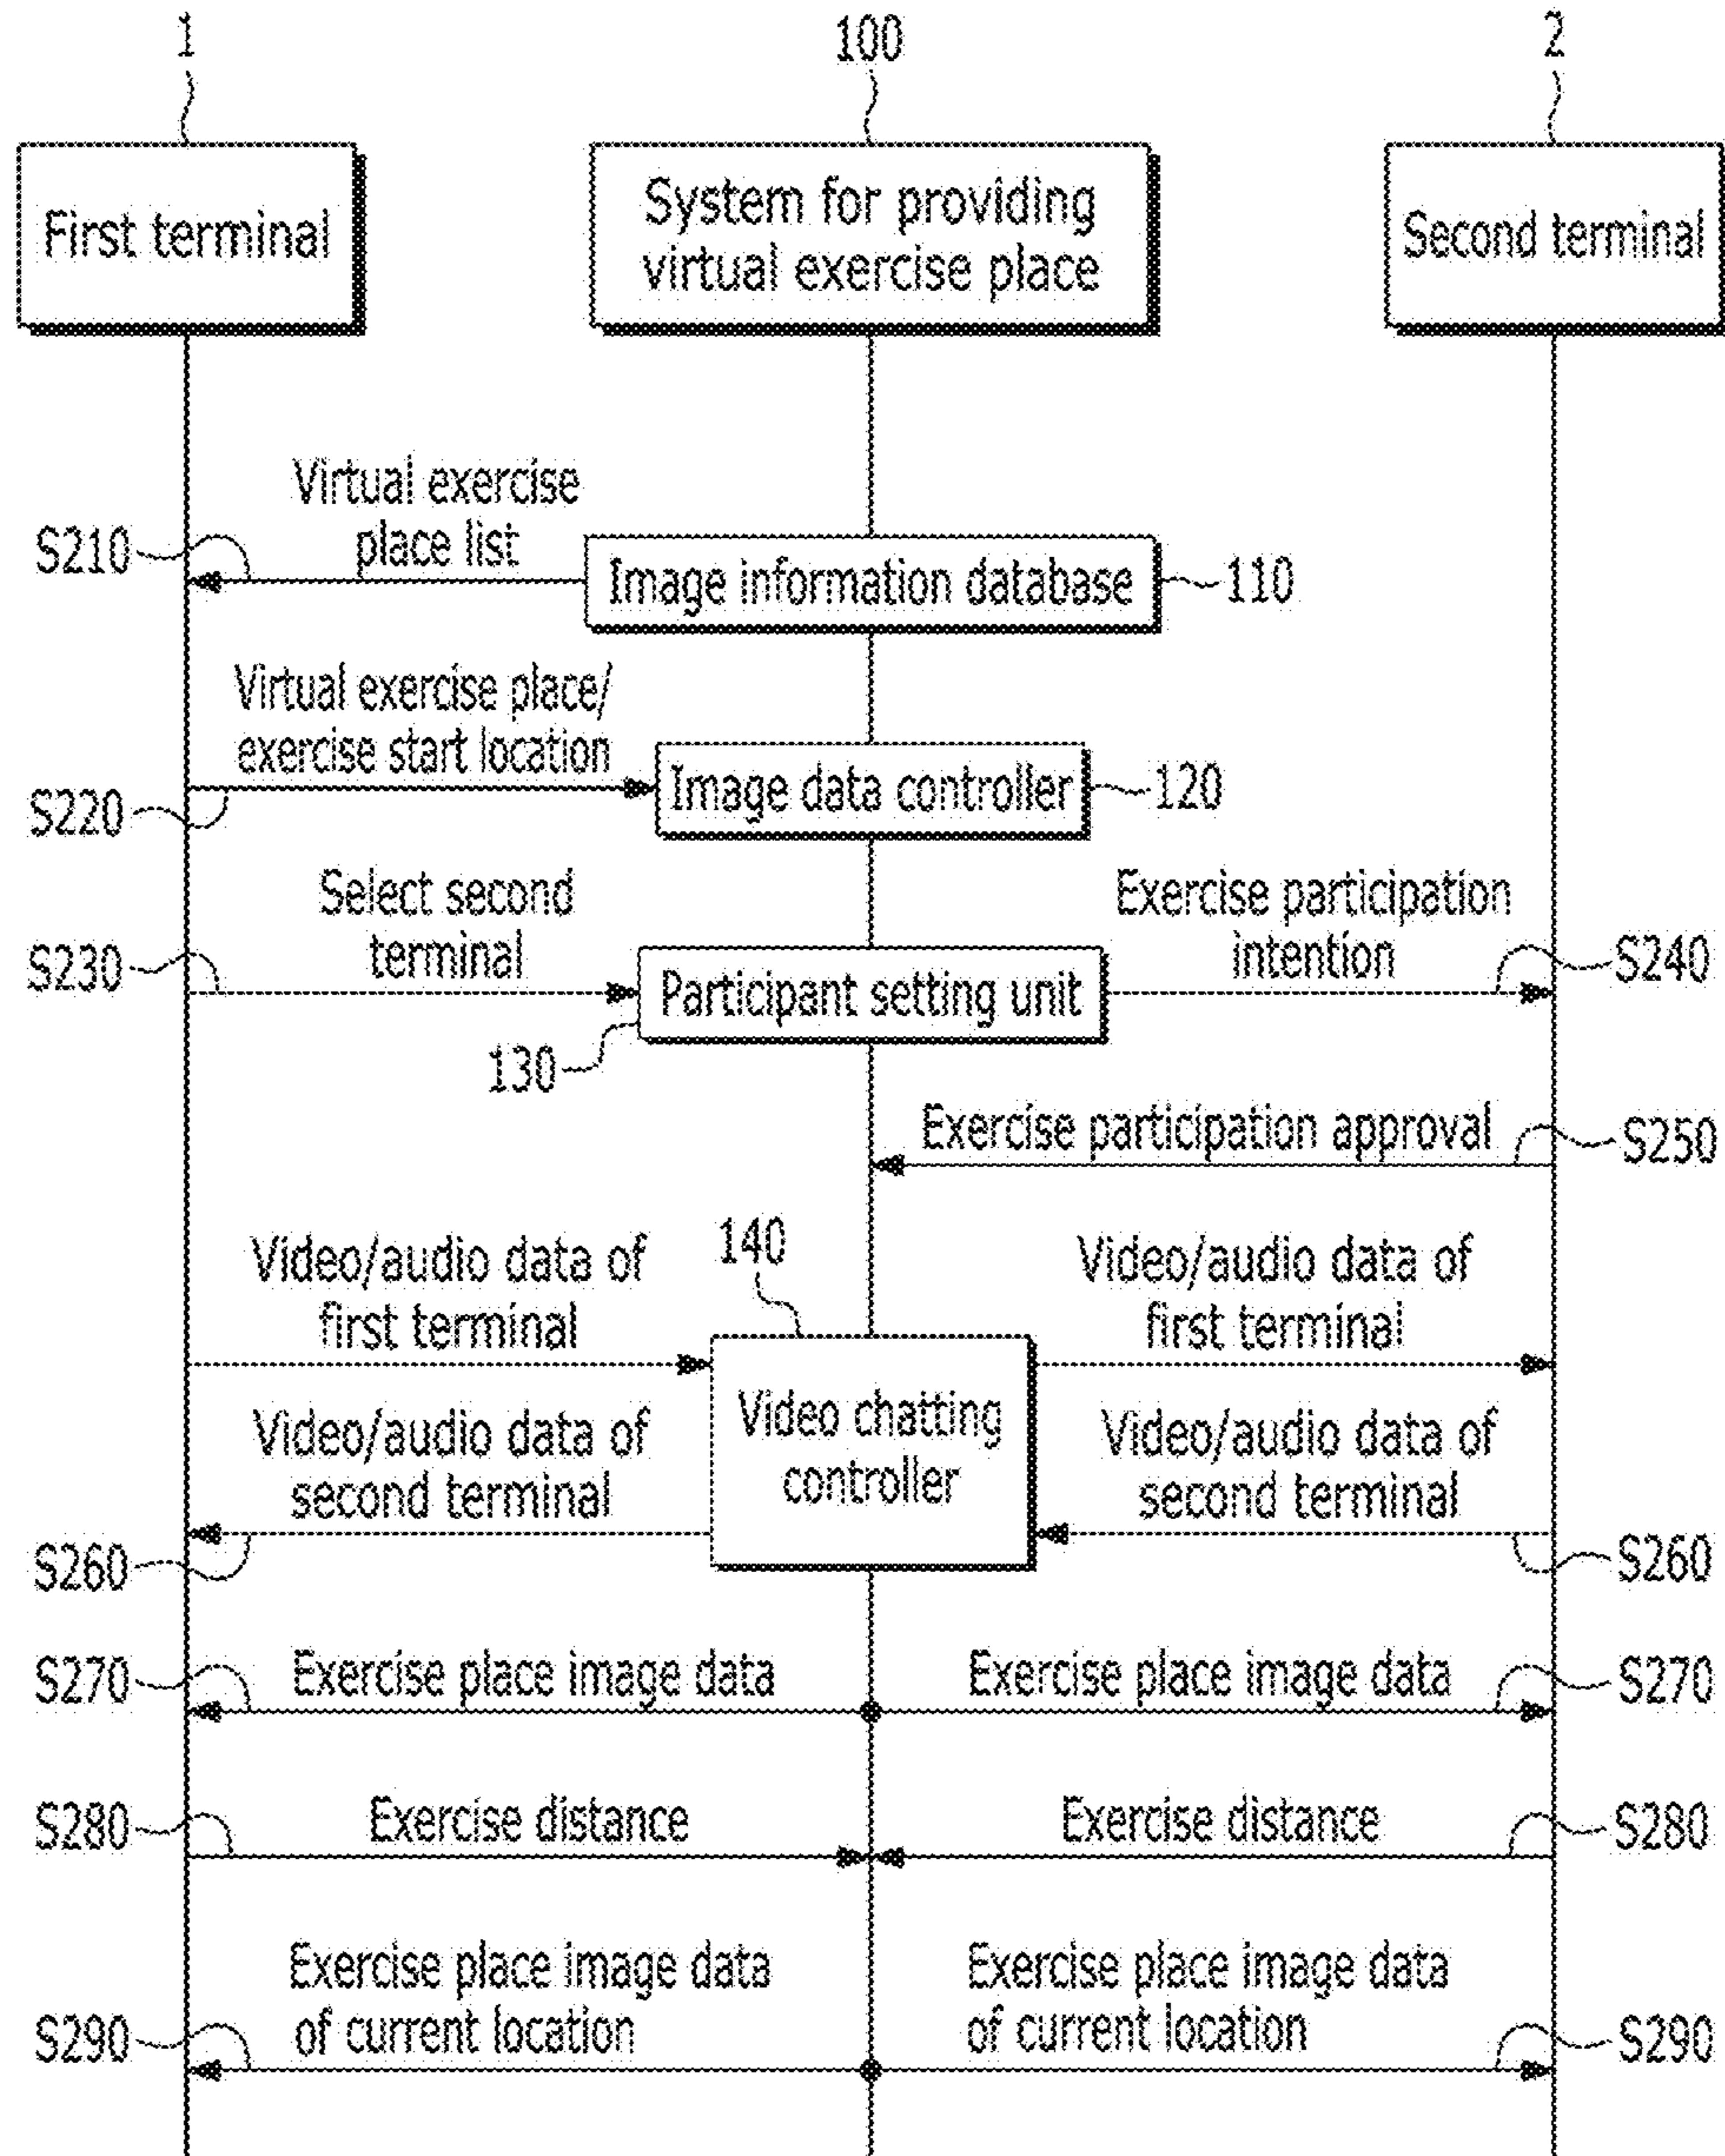 1
100
2
First terminal
System for providing
virtual exercise place
Second terminal
Virtual exercise
place list
S210
Image information database
110
Virtual exercise place/
exercise start location
S220
Image data controller
120
Select second
terminal
S230
Participant setting unit
130
Exercise participation
intention
S240
Exercise participation approval
S250
140
Video/audio data of
first terminal
Video/audio data of
first terminal
Video chatting
controller
Video/audio data of
second terminal
Video/audio data of
second terminal
S260
S260
S270
Exercise place image data
Exercise place image data
S270
S280
Exercise distance
Exercise distance
S280
Exercise place image data
of current location
Exercise place image data
of current location
S290
S290